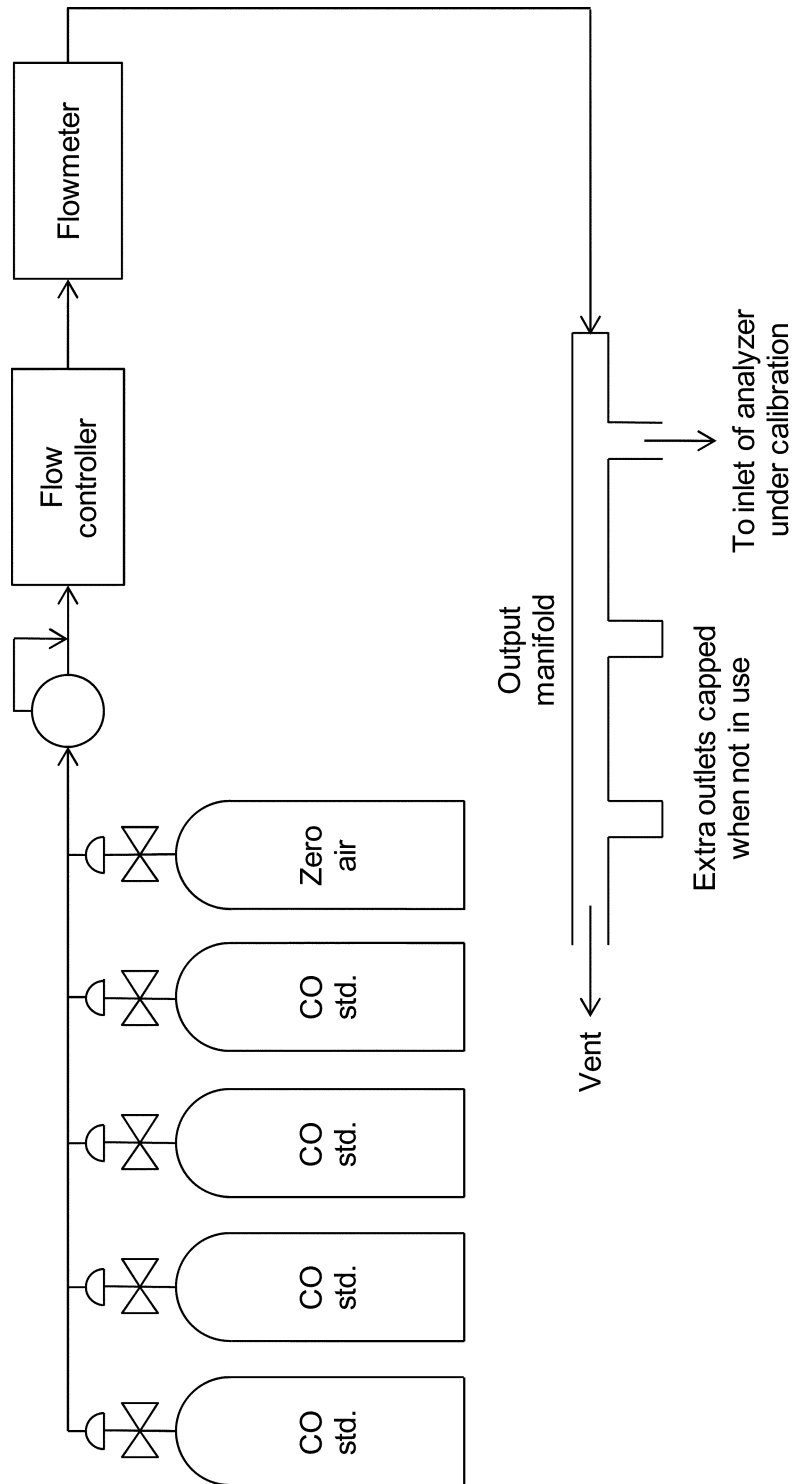 Flowmeter
Flow
controller
Zero
air
CO
std.
CO
std.
CO
std.
CO
std.
Output
manifold
To inlet of analyzer
under calibration
Extra outlets capped
when not in use
Vent